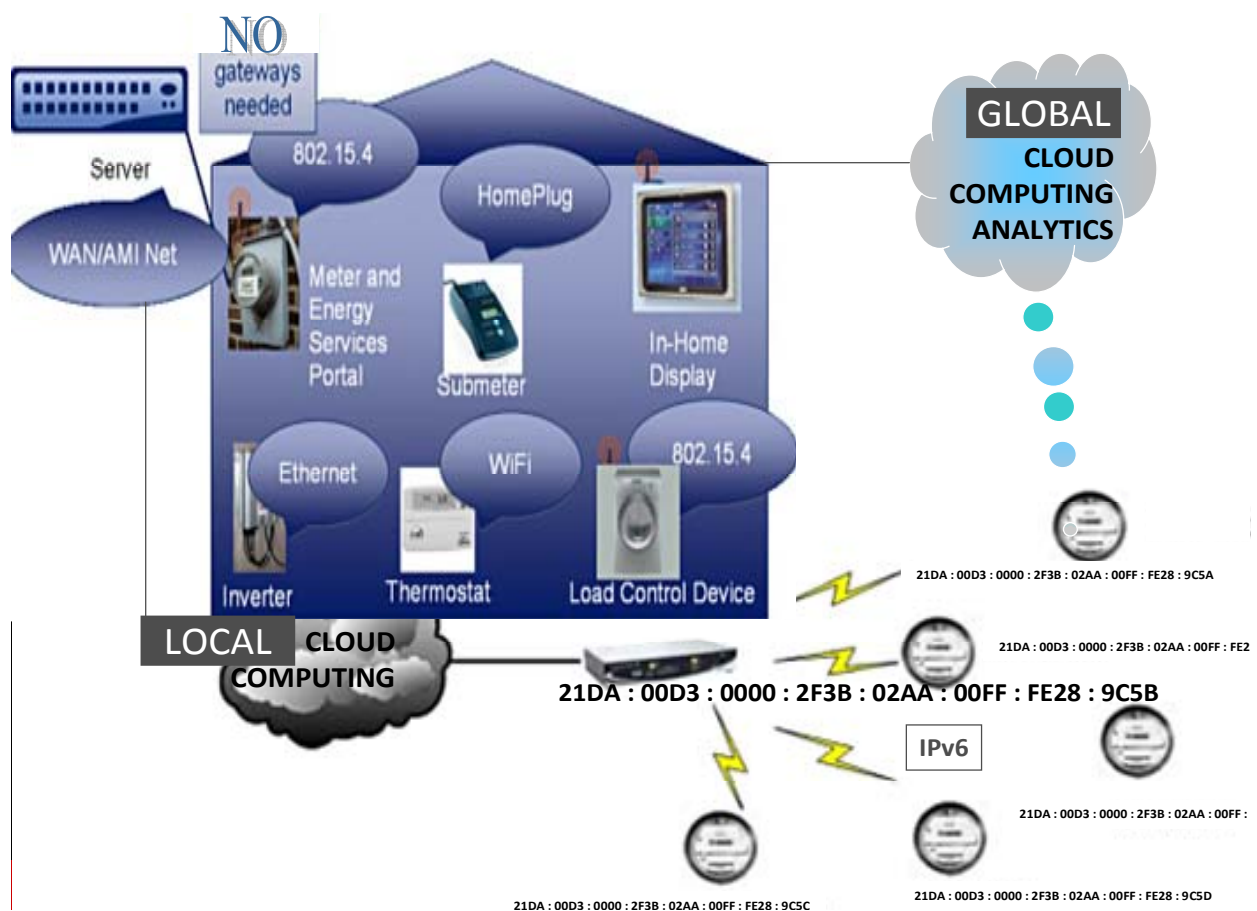 NO
gateways
needed
Server
WAN/AMI Net
802.15.4
HomePlug
Meter and
Energy
Services
Portal
Submeter
In-Home
Display
Ethernet
WiFi
802.15.4
Inverter
Thermostat
Load Control Device
GLOBAL
CLOUD
COMPUTING
ANALYTICS
21DA : 00D3 : 0000 : 2F3B : 02AA : 00FF : FE28 : 9C5A
LOCAL CLOUD
COMPUTING
21DA : 00D3 : 0000 : 2F3B : 02AA : 00FF : FE2
21DA : 00D3 : 0000 : 2F3B : 02AA : 00FF : FE28 : 9C5B
IPv6
21DA : 00D3 : 0000 : 2F3B : 02AA : 00FF :
21DA : 00D3 : 0000 : 2F3B : 02AA : 00FF : FE28 : 9C5D
21DA : 00D3 : 0000 : 2F3B : 02AA : 00FF : FE28 : 9C5C